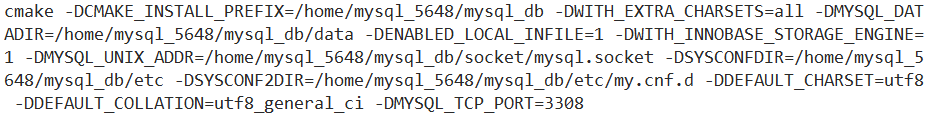 cmake -DCMAKE_INSTALL_PREFIX=/home/mysql_5648/mysql_db -DWITH_EXTRA_CHARSETS=all -DMYSQL_DAT
ADIR=/home/mysql_5648/mysql_db/data -DENABLED_LOCAL_INFILE=1 -DWITH_INNOBASE_STORAGE_ENGINE=
1 -DMYSQL_UNIX_ADDR=/home/mysql_5648/mysql_db/socket/mysql.socket -DSYSCONFDIR=/home/mysql_5
648/mysql_db/etc -DSYSCONF2DIR=/home/mysql_5648/mysql_db/etc/my.cnf.d -DDEFAULT_CHARSET=utf8
 -DDEFAULT_COLLATION=utf8_general_ci -DMYSQL_TCP_PORT=3308